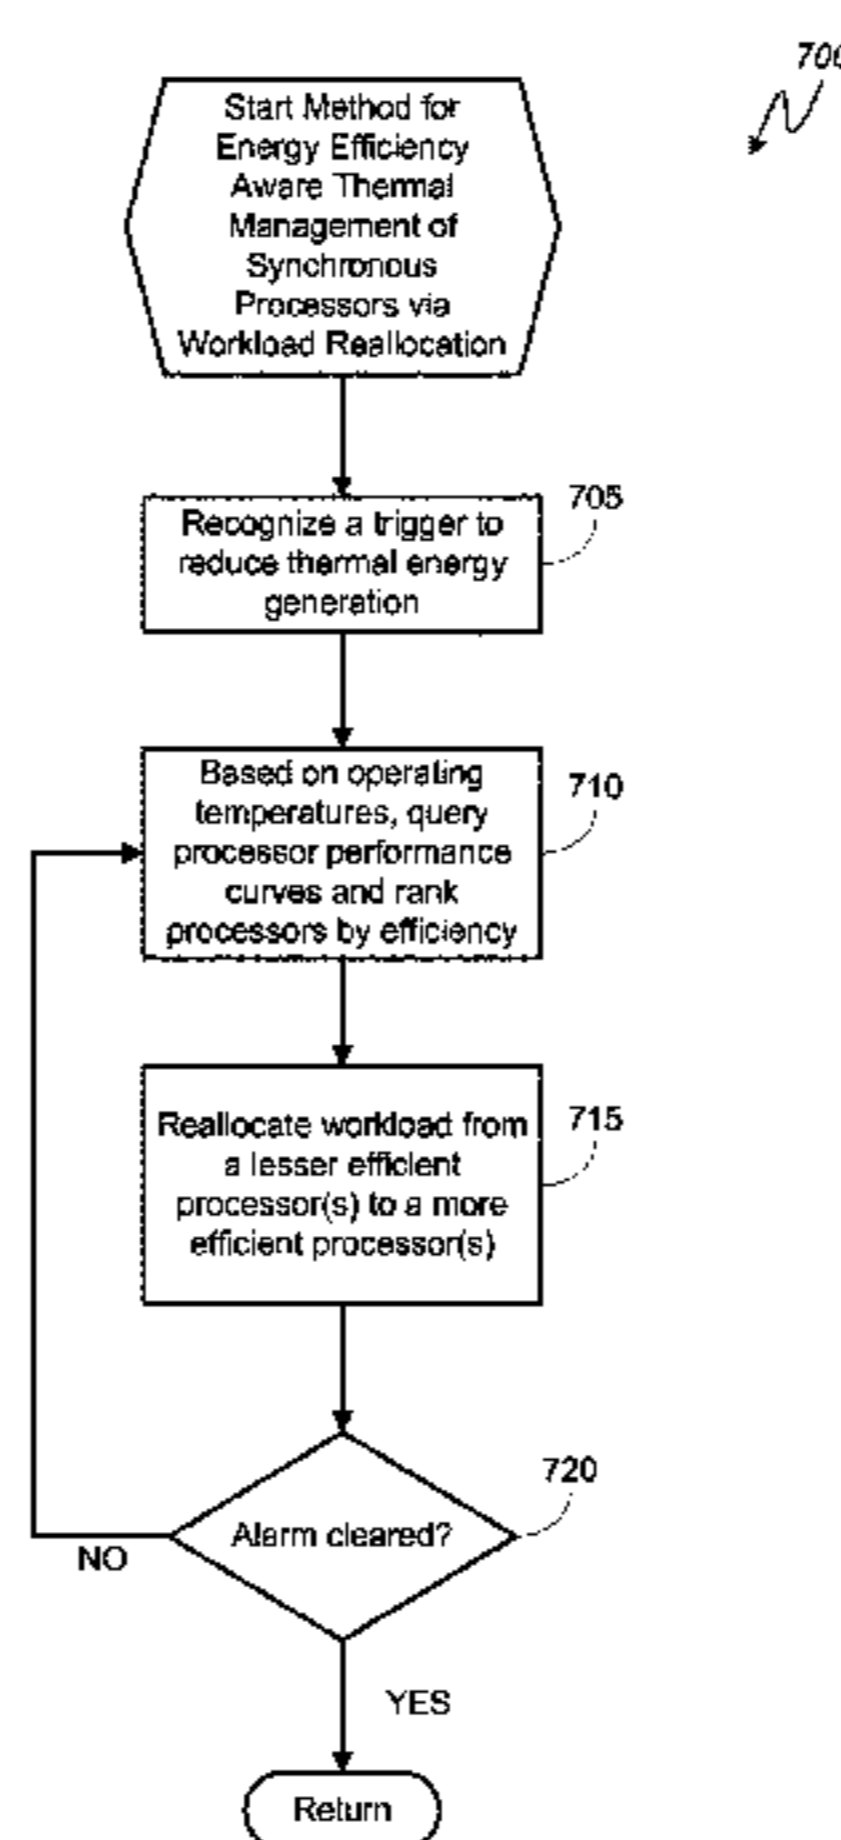 700
Start Method for
Energy Efficiency
Aware Thermal
Management of
Synchronous
Processors via
Workload Reallocation
705
Recognize a trigger to
reduce thermal energy
generation
710
Based on operating
temperatures, query
processor performance
curves and rank
processors by efficiency
715
Reallocate workload from
a lesser efficient
processor(s) to a more
efficient processor(s)
720
Alarm cleared?
NO
YES
Return